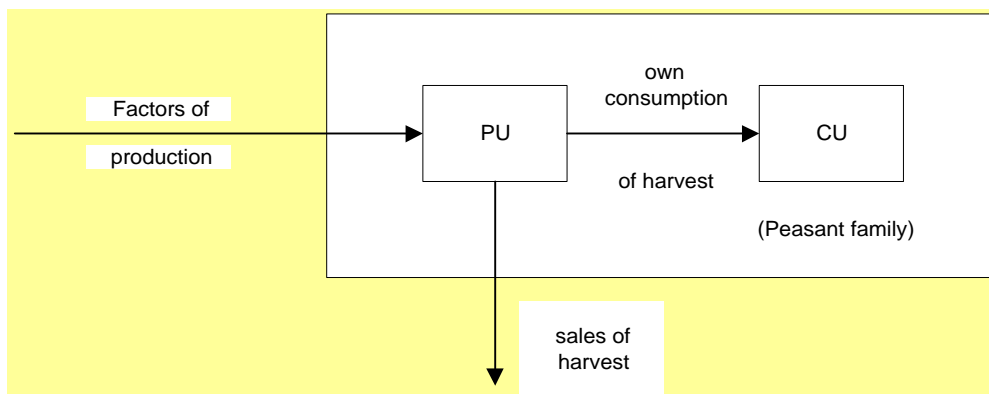 Factors of
production
PU
own
consumption
of harvest
CU
(Peasant family)
sales of
harvest